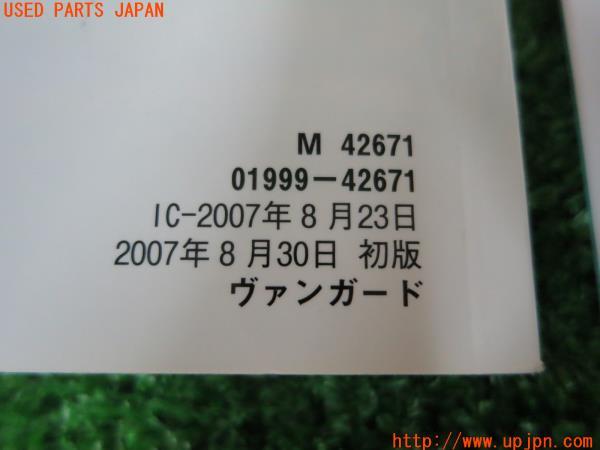 USED PARTS JAPAN
M 42671
01999-42671
IC-2007年8月23日
2007年8月30日 初版
ヴァンガード
http://www.upjpn.com/